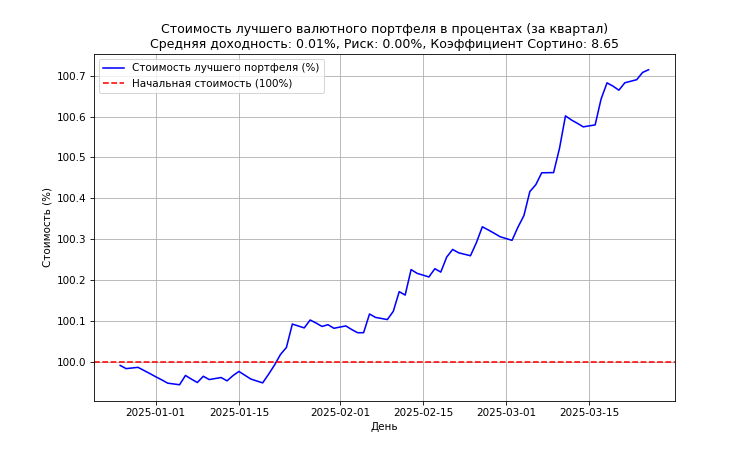 Стоимость лучшего валютного портфеля в процентах (за квартал)
Средняя доходность: 0.01%, Риск: 0.00%, Коэффициент Сортино: 8.65
Стоимость лучшего портфеля (%)
Начальная стоимость (100%)
Стоимость (%)
100.7
100.6
100.5
100.4
100.3
100.2
100.1
100.0
2025-01-01
2025-01-15
2025-02-01
2025-02-15
2025-03-01
2025-03-15
День